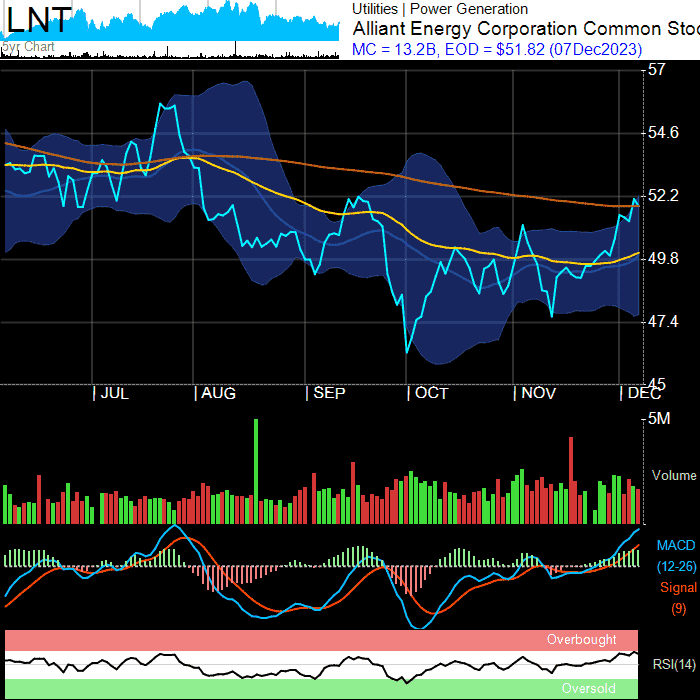 LNT
5yr Chart
Utilities | Power Generation
Alliant Energy Corporation Common Stoc
MC = 13.2B, EOD = $51.82 (07Dec2023)
57
54.6
52.2
49.8
47.4
45
| JUL | AUG | SEP | OCT | NOV | DEC
5M
Volume
MACD
(12-26)
Signal
(9)
Overbought
RSI(14)
Oversold